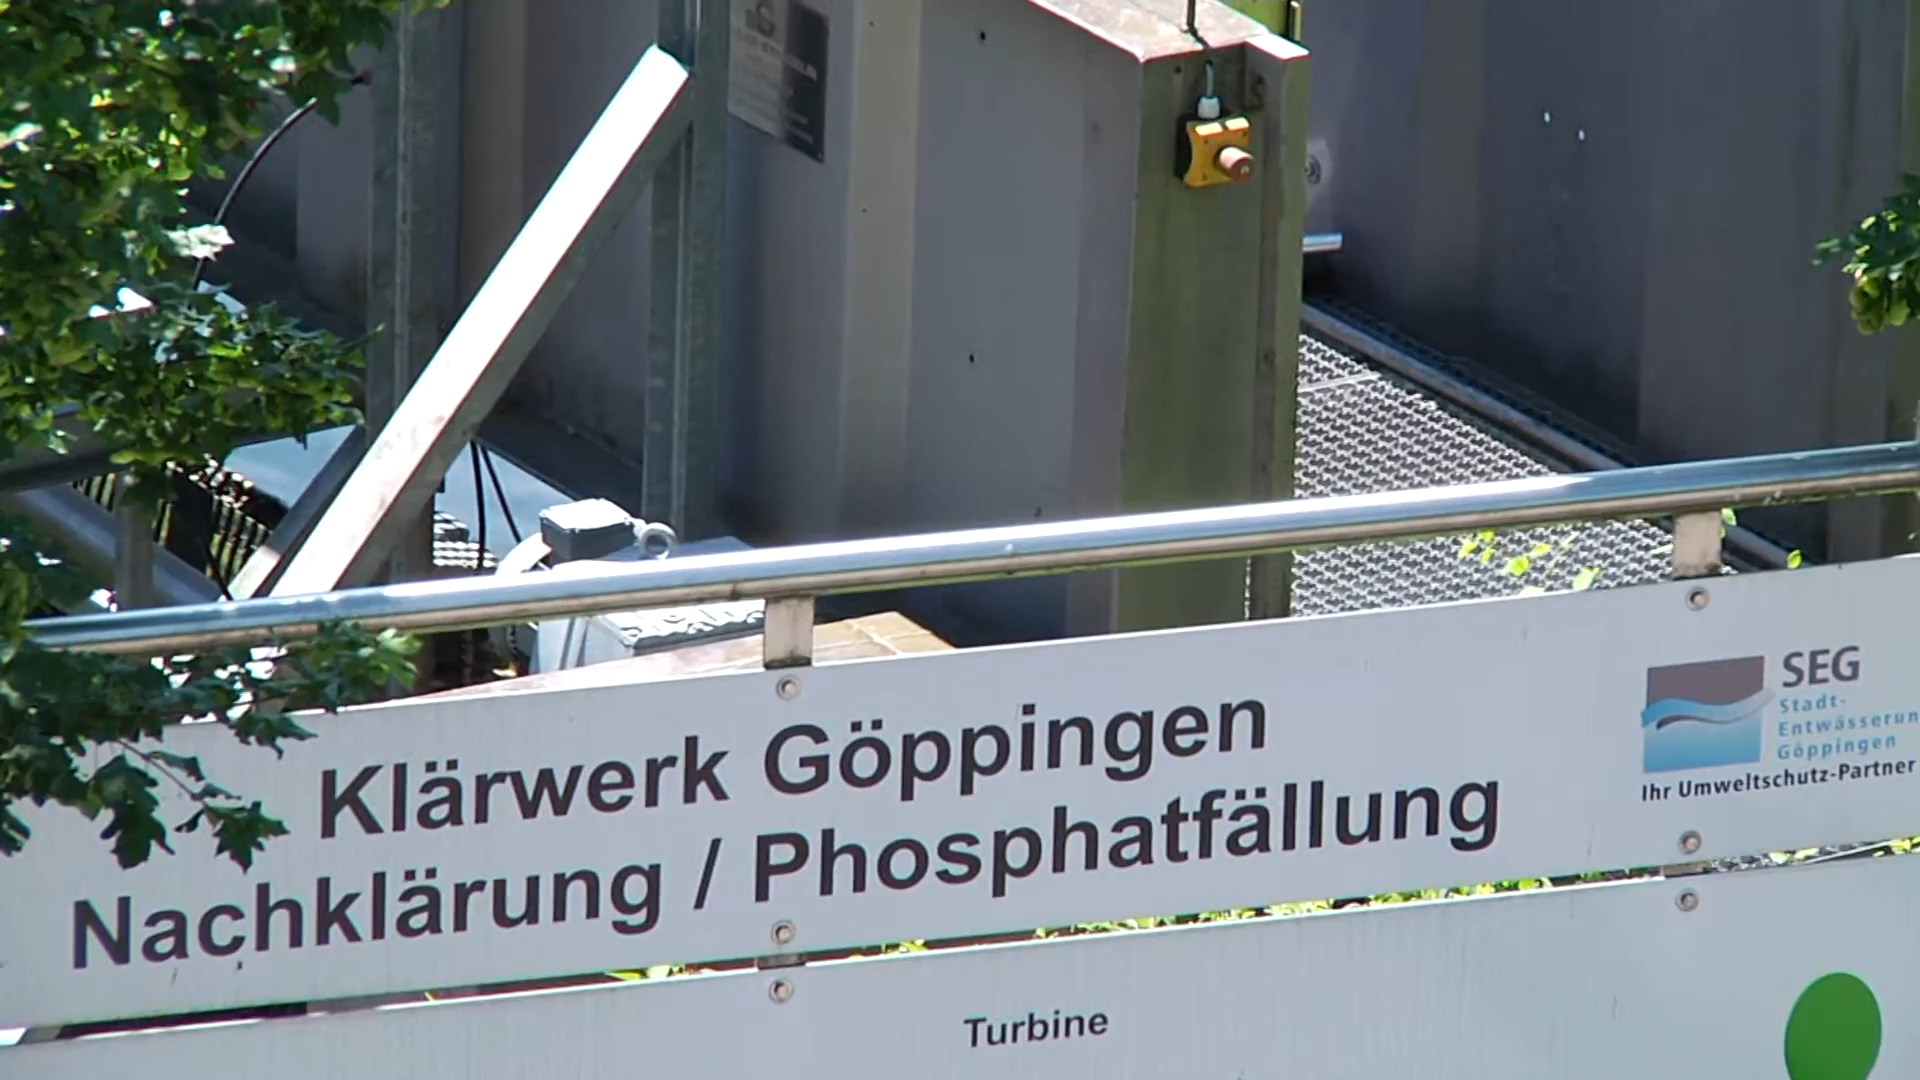 Klärwerk Göppingen
Nachklärung / Phosphatfällung
SEG
Stadt-
Entwässerun
Göppingen
Ihr Umweltschutz-Partner
Turbine